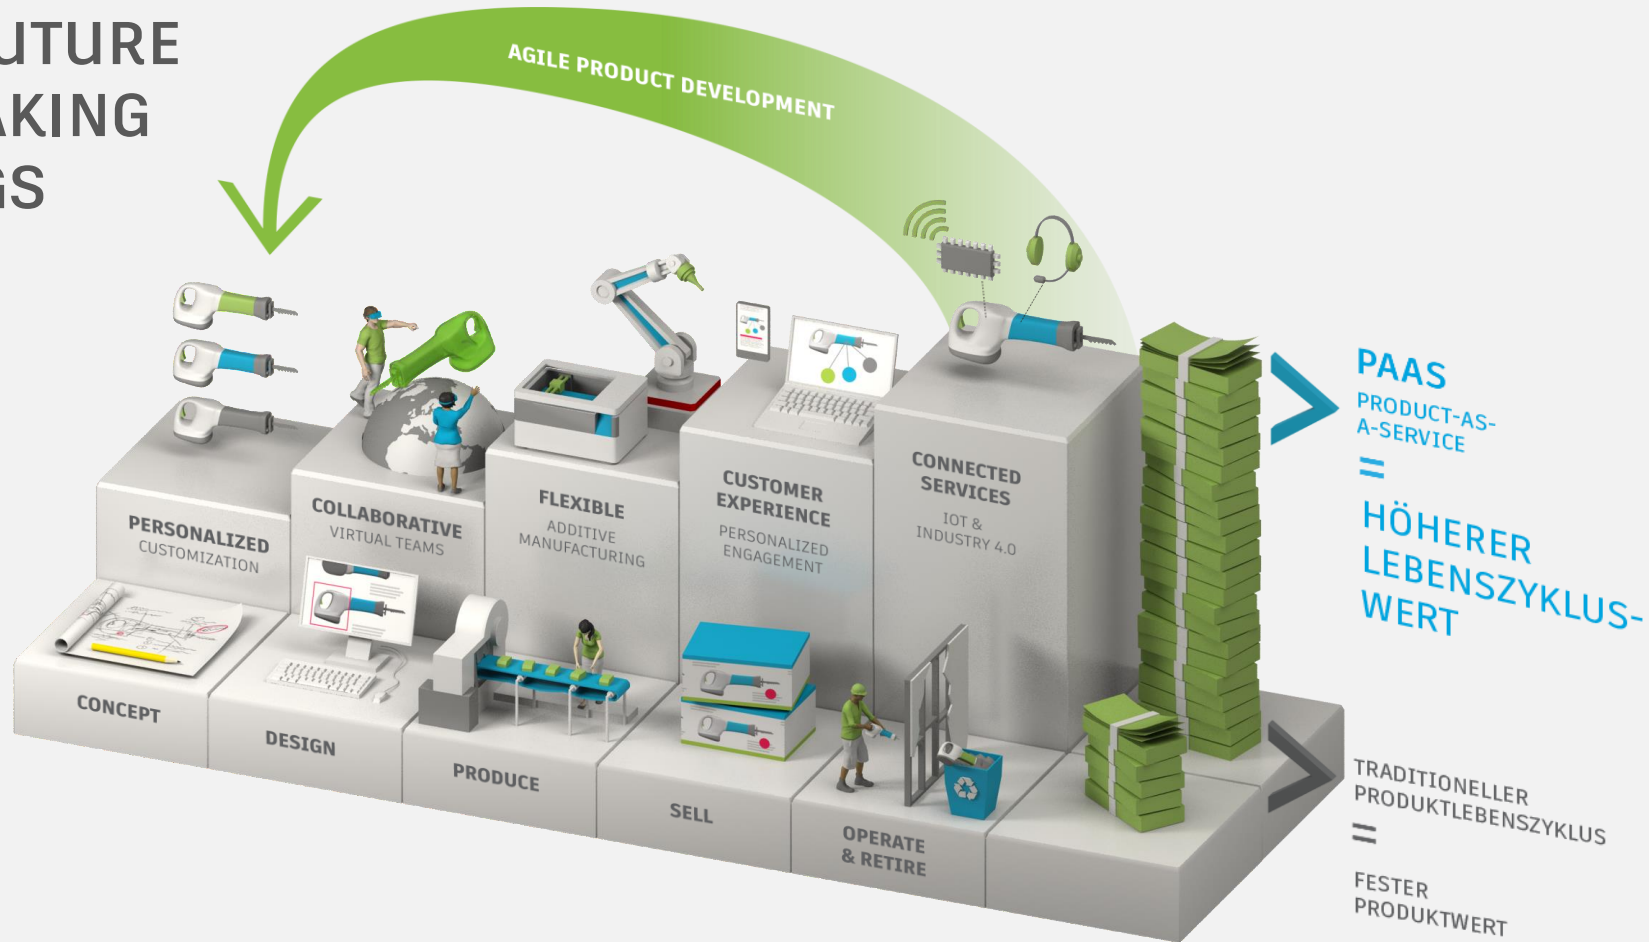 UTURE
AKING
GS
AGILE PRODUCT DEVELOPMENT
PERSONALIZED
CUSTOMIZATION
COLLABORATIVE
VIRTUAL TEAMS
FLEXIBLE
ADDITIVE
MANUFACTURING
CUSTOMER
EXPERIENCE
PERSONALIZED
ENGAGEMENT
CONNECTED
SERVICES
IOT &
INDUSTRY 4.0
CONCEPT
DESIGN
PRODUCE
SELL
OPERATE
& RETIRE
PAAS
PRODUCT-AS-
A-SERVICE
=
HÖHERER
LEBENSZYKLUS-
WERT
TRADITIONELLER
PRODUKTLEBENSZYKLUS
=
FESTER
PRODUKTWERT